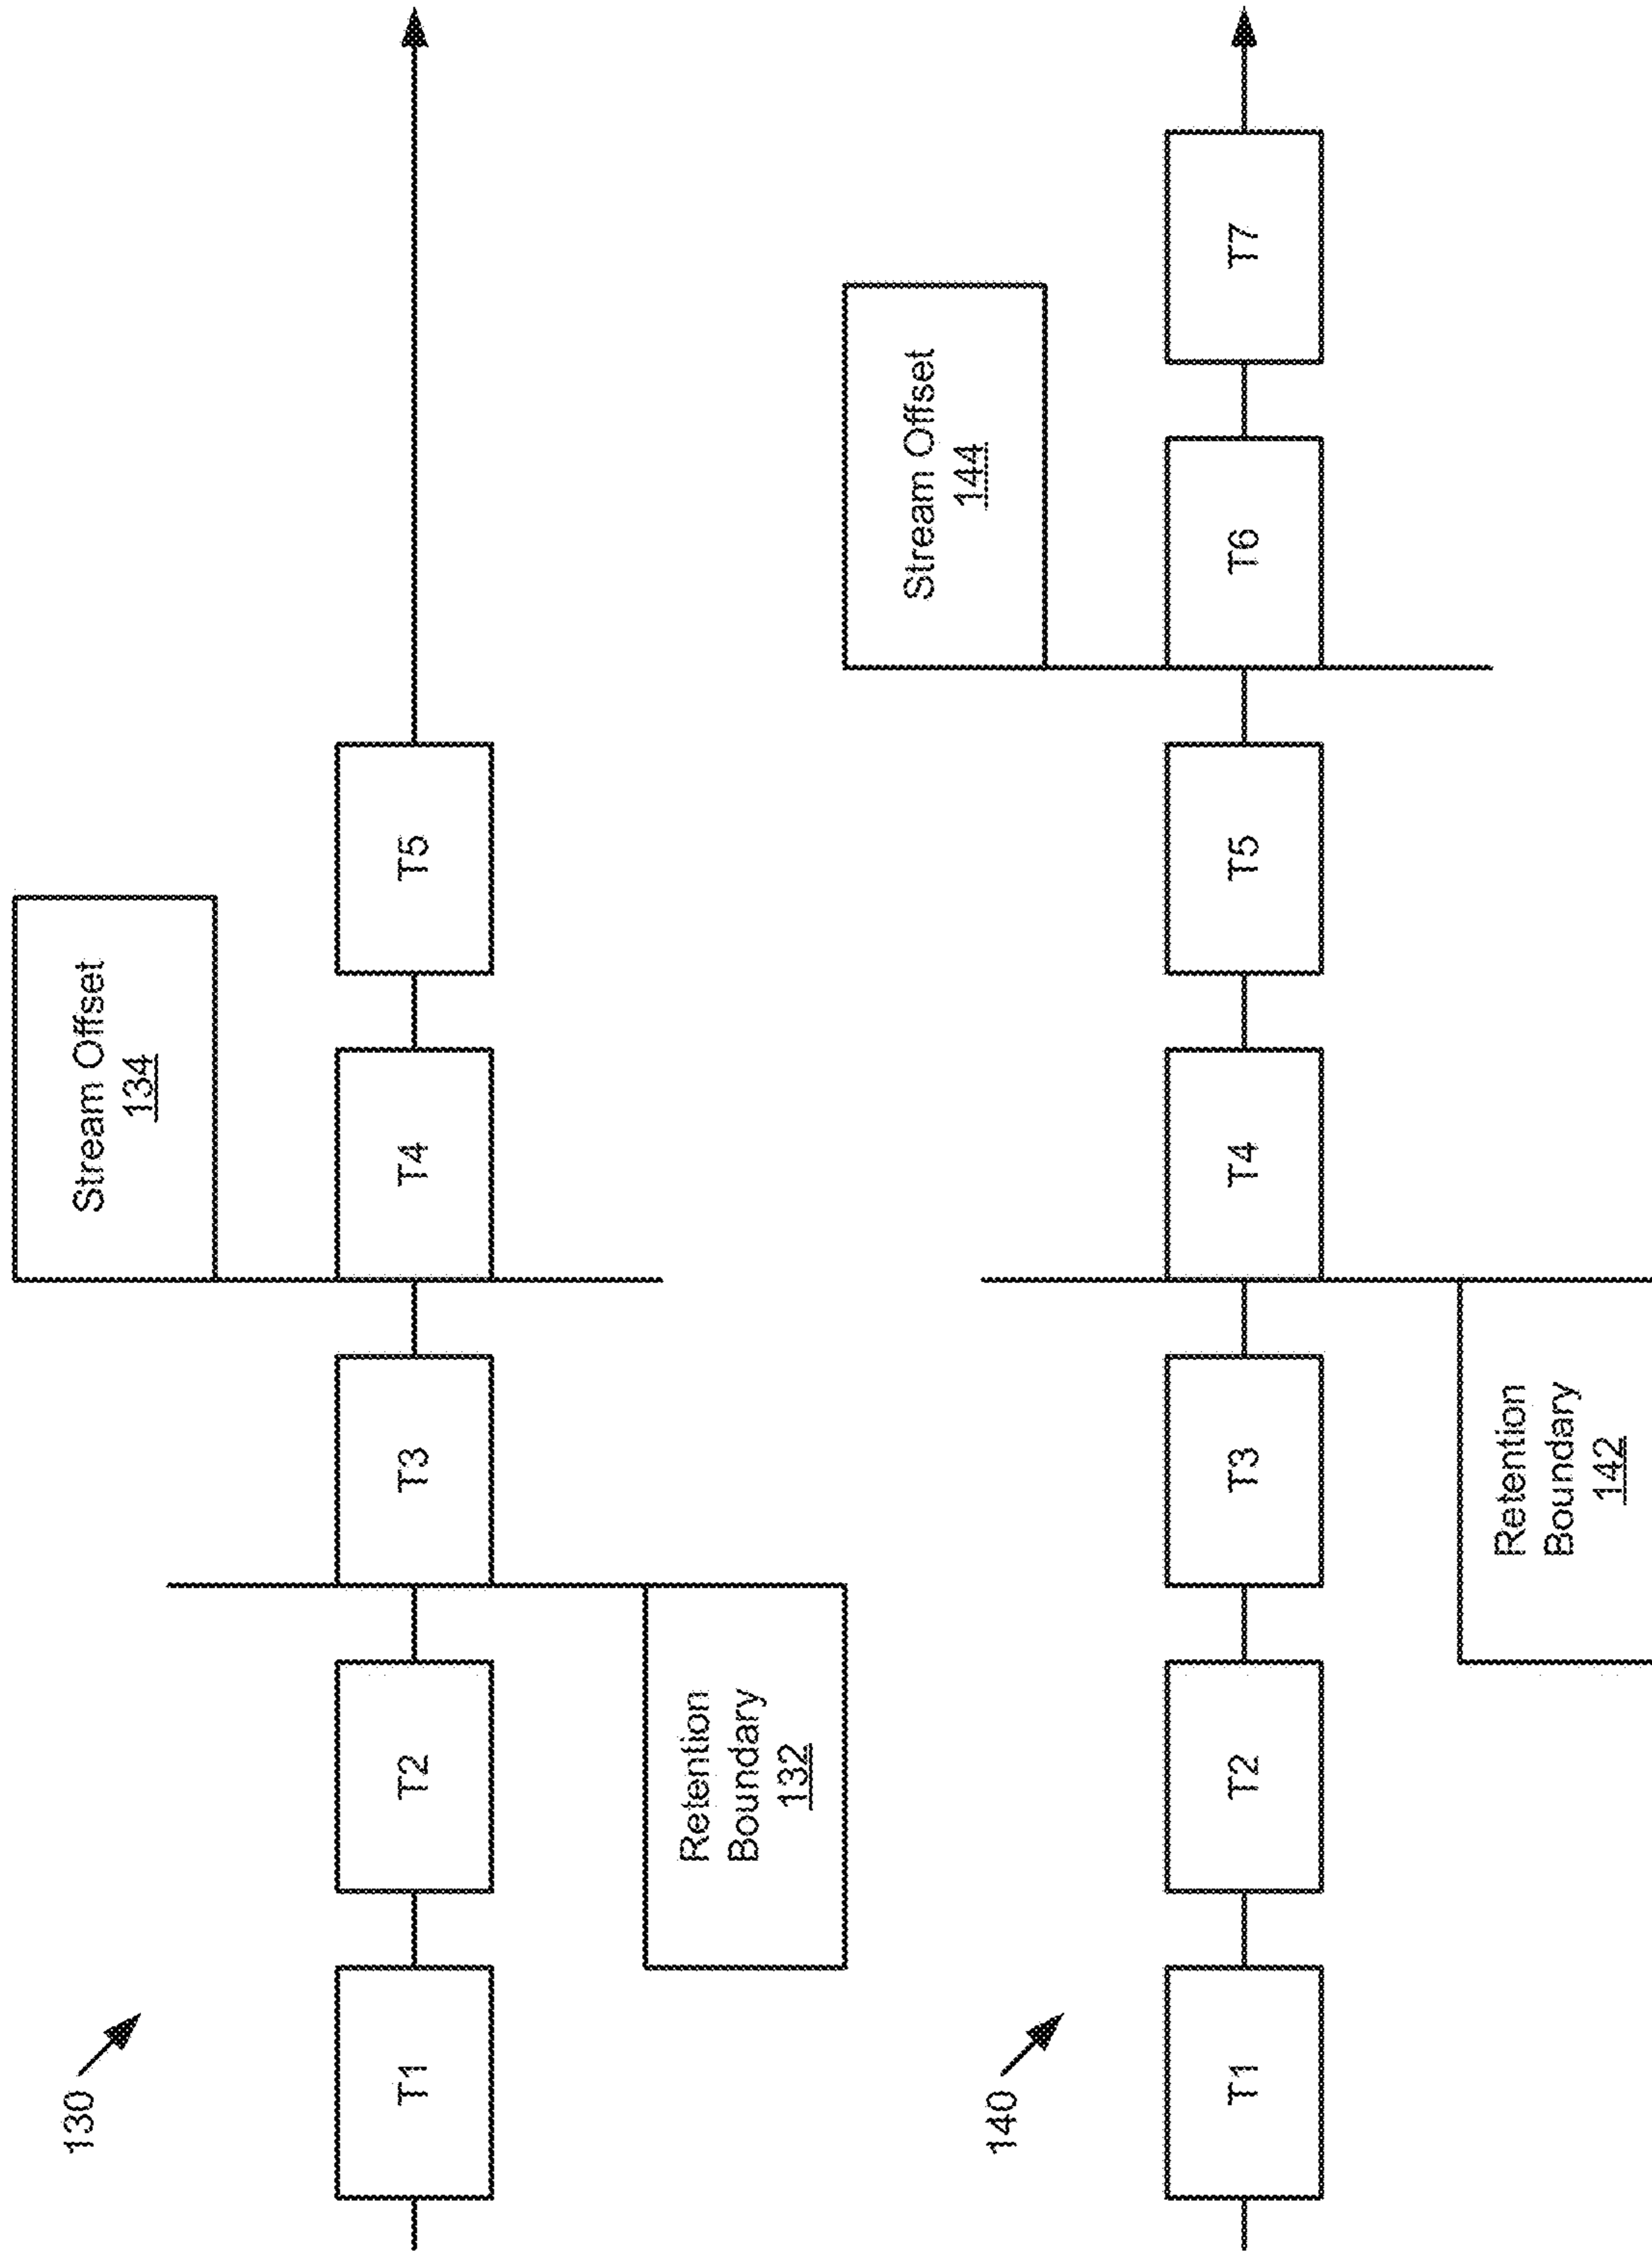 130
Stream Offset
134
T1
T2
T3
T4
T5
Retention
Boundary
132
140
Stream Offset
144
T1
T2
T3
T4
T5
T6
T7
Retention
Boundary
142